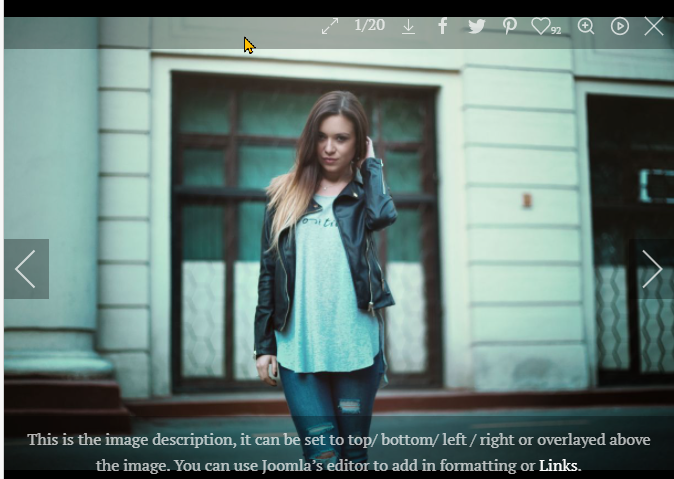 1/20
92
This is the image description, it can be set to top/ bottom/ left / right or overlayed above
the image. You can use Joomla's editor to add in formatting or Links.